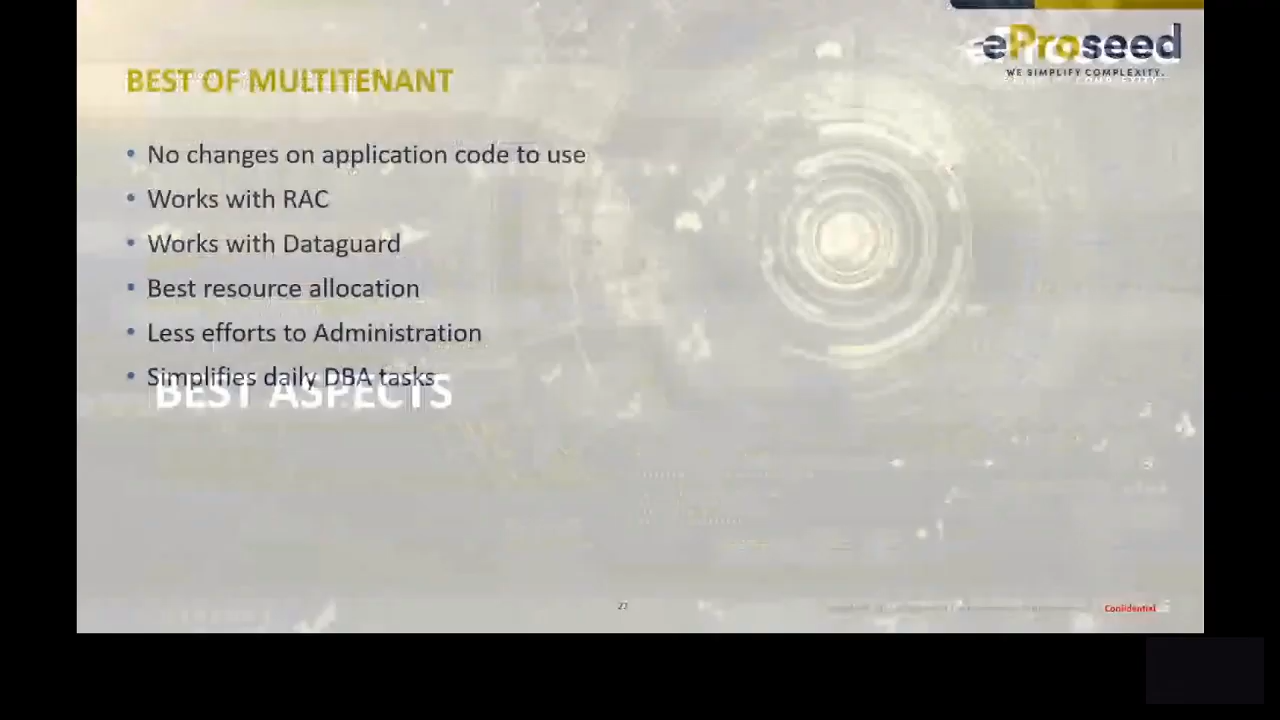 eProseed
WE SIMPLIFY COMPLEXITY.
BEST OF MULTITENANT
• No changes on application code to use
• Works with RAC
• Works with Dataguard
• Best resource allocation
• Less efforts to Administration
• Simplifies daily DBA tasks
BEST ASPECTS
Confidential